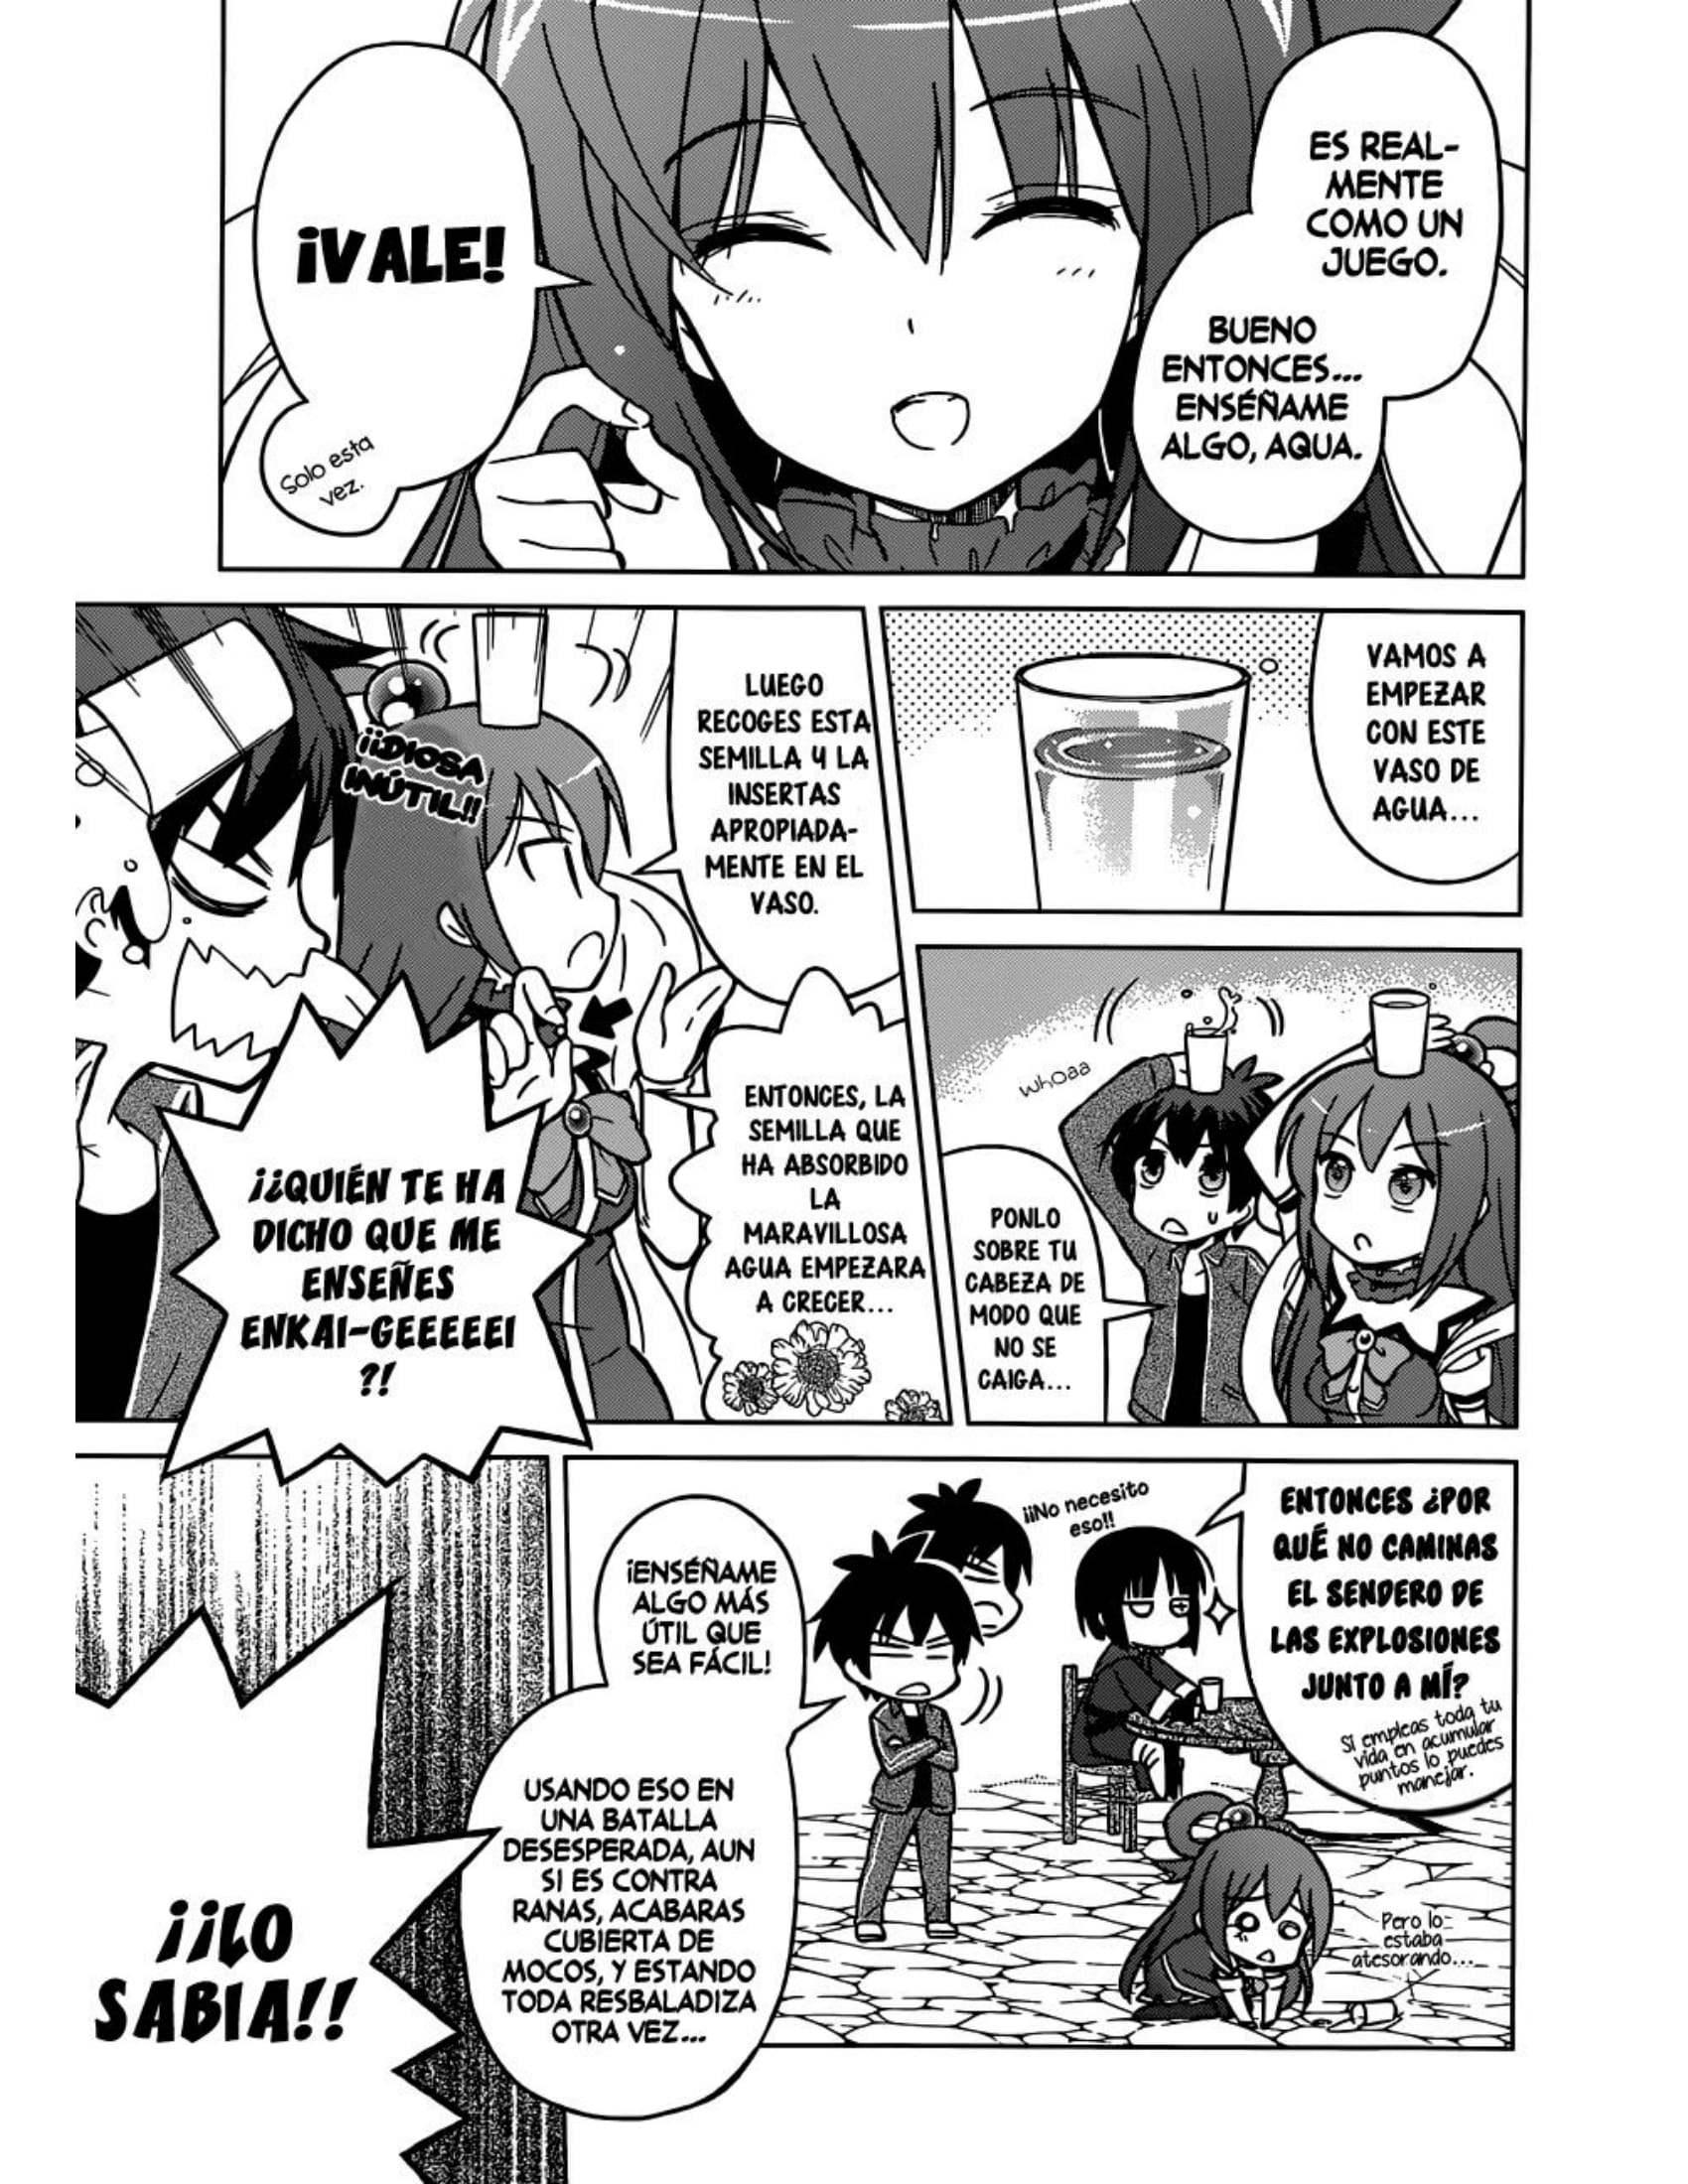 ES REAL-
MENTE
COMO UN
JUEGO.
BUENO
ENTONCES...
ENSÉÑAME
ALGO, AQUA.
¡VALE!
Solo esta
vez.
VAMOS A
EMPEZAR
CON ESTE
VASO DE
AGUA...
whoaa
PONLO
SOBRE TU
CABEZA DE
MODO QUE
NO SE
CAIGA...
LUEGO
RECOGES ESTA
SEMILLA Y LA
INSERTAS
APROPIADA-
MENTE EN EL
VASO.
ENTONCES, LA
SEMILLA QUE
HA ABSORBIDO
LA
MARAVILLOSA
AGUA EMPEZARA
A CRECER...
¡¡DIOSA
INÚTIL!!
¡¿QUIÉN TE HA
DICHO QUE ME
ENSEÑES
ENKAI-GEEEEEI
?!
ENTONCES ¿POR
QUÉ NO CAMINAS
EL SENDERO DE
LAS EXPLOSIONES
JUNTO A MÍ?
Si empleas toda tu
vida en acumular
puntos lo puedes
manejar.
¡¡No necesito
eso!!
¡ENSÉÑAME
ALGO MÁS
ÚTIL QUE
SEA FÁCIL!
Pero lo
estaba
atesorando...
USANDO ESO EN
UNA BATALLA
DESESPERADA, AUN
SI ES CONTRA
RANAS, ACABARAS
CUBIERTA DE
MOCOS, Y ESTANDO
TODA RESBALADIZA
OTRA VEZ...
¡¡LO
SABIA!!